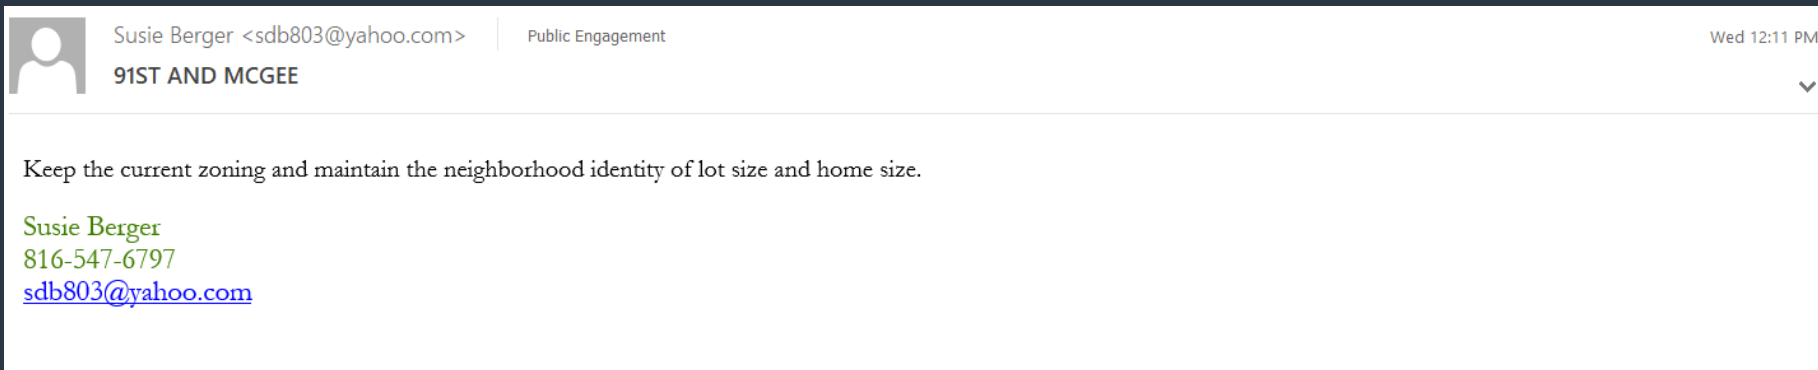 Susie Berger <sdb803@yahoo.com> Public Engagement Wed 12:11 PM
91ST AND MCGEE
Keep the current zoning and maintain the neighborhood identity of lot size and home size.
Susie Berger
816-547-6797
sdb803@yahoo.com